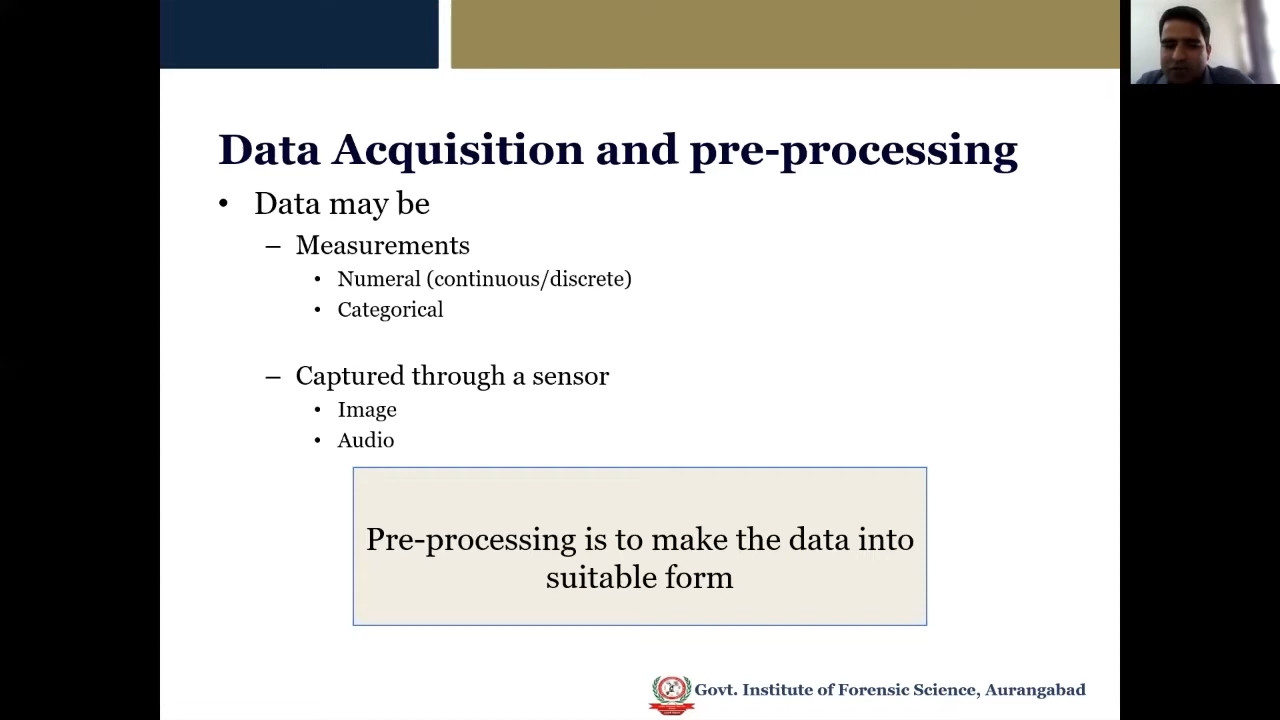 Data Acquisition and pre-processing
• Data may be
– Measurements
• Numeral (continuous/discrete)
• Categorical
– Captured through a sensor
• Image
• Audio
Pre-processing is to make the data into
suitable form
Govt. Institute of Forensic Science, Aurangabad